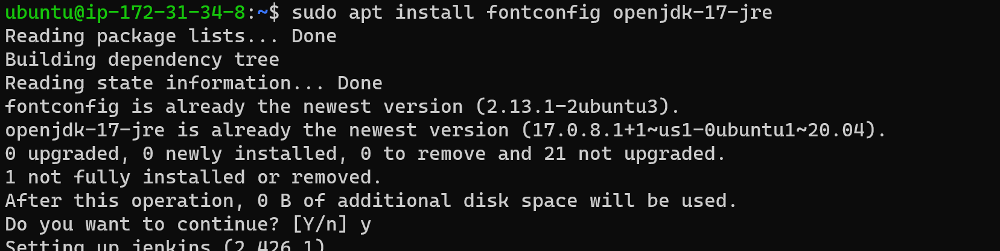 ubuntu@ip-172-31-34-8:~$ sudo apt install fontconfig openjdk-17-jre
Reading package lists... Done
Building dependency tree
Reading state information... Done
fontconfig is already the newest version (2.13.1-2ubuntu3).
openjdk-17-jre is already the newest version (17.0.8.1+1~us1-0ubuntu1~20.04).
0 upgraded, 0 newly installed, 0 to remove and 21 not upgraded.
1 not fully installed or removed.
After this operation, 0 B of additional disk space will be used.
Do you want to continue? [Y/n] y
Setting up jenkins (2.426.1)